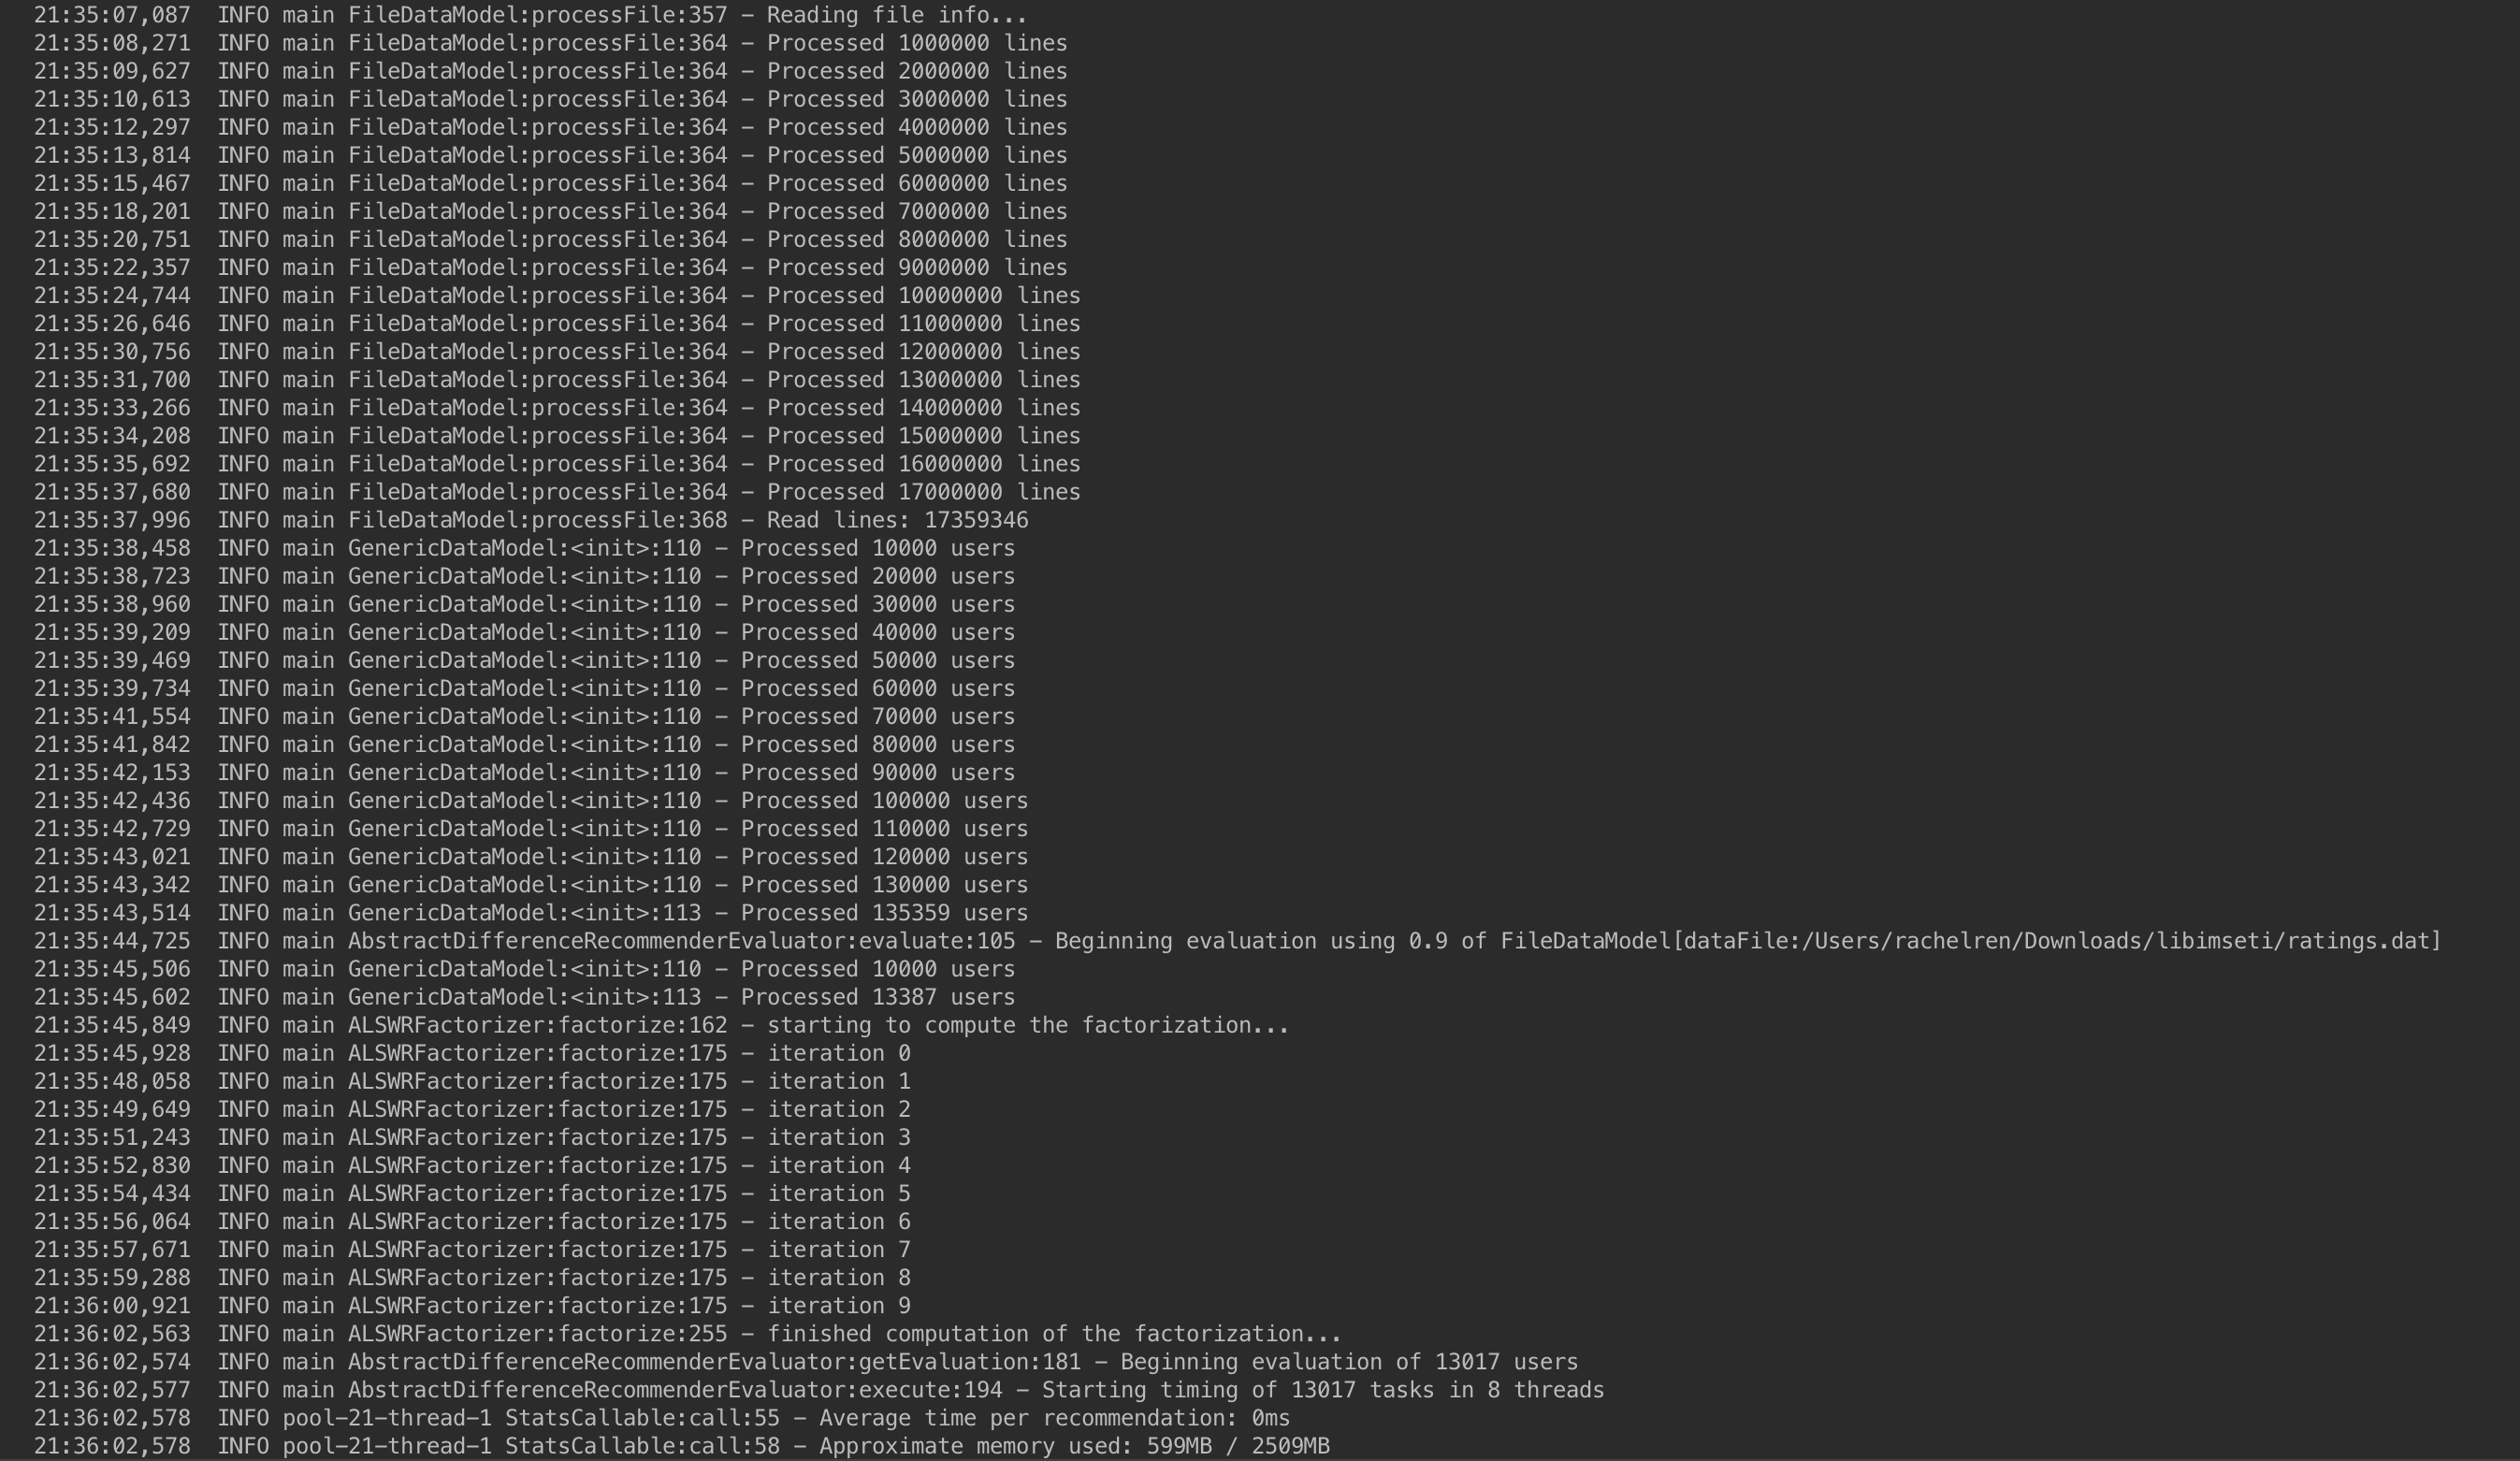 21:35:07,087  INFO main FileDataModel:processFile:357 – Reading file info...
21:35:08,271  INFO main FileDataModel:processFile:364 – Processed 1000000 lines
21:35:09,627  INFO main FileDataModel:processFile:364 – Processed 2000000 lines
21:35:10,613  INFO main FileDataModel:processFile:364 – Processed 3000000 lines
21:35:12,297  INFO main FileDataModel:processFile:364 – Processed 4000000 lines
21:35:13,814  INFO main FileDataModel:processFile:364 – Processed 5000000 lines
21:35:15,467  INFO main FileDataModel:processFile:364 – Processed 6000000 lines
21:35:18,201  INFO main FileDataModel:processFile:364 – Processed 7000000 lines
21:35:20,751  INFO main FileDataModel:processFile:364 – Processed 8000000 lines
21:35:22,357  INFO main FileDataModel:processFile:364 – Processed 9000000 lines
21:35:24,744  INFO main FileDataModel:processFile:364 – Processed 10000000 lines
21:35:26,646  INFO main FileDataModel:processFile:364 – Processed 11000000 lines
21:35:30,756  INFO main FileDataModel:processFile:364 – Processed 12000000 lines
21:35:31,700  INFO main FileDataModel:processFile:364 – Processed 13000000 lines
21:35:33,266  INFO main FileDataModel:processFile:364 – Processed 14000000 lines
21:35:34,208  INFO main FileDataModel:processFile:364 – Processed 15000000 lines
21:35:35,692  INFO main FileDataModel:processFile:364 – Processed 16000000 lines
21:35:37,680  INFO main FileDataModel:processFile:364 – Processed 17000000 lines
21:35:37,996  INFO main FileDataModel:processFile:368 – Read lines: 17359346
21:35:38,458  INFO main GenericDataModel:<init>:110 – Processed 10000 users
21:35:38,723  INFO main GenericDataModel:<init>:110 – Processed 20000 users
21:35:38,960  INFO main GenericDataModel:<init>:110 – Processed 30000 users
21:35:39,209  INFO main GenericDataModel:<init>:110 – Processed 40000 users
21:35:39,469  INFO main GenericDataModel:<init>:110 – Processed 50000 users
21:35:39,734  INFO main GenericDataModel:<init>:110 – Processed 60000 users
21:35:41,554  INFO main GenericDataModel:<init>:110 – Processed 70000 users
21:35:41,842  INFO main GenericDataModel:<init>:110 – Processed 80000 users
21:35:42,153  INFO main GenericDataModel:<init>:110 – Processed 90000 users
21:35:42,436  INFO main GenericDataModel:<init>:110 – Processed 100000 users
21:35:42,729  INFO main GenericDataModel:<init>:110 – Processed 110000 users
21:35:43,021  INFO main GenericDataModel:<init>:110 – Processed 120000 users
21:35:43,342  INFO main GenericDataModel:<init>:110 – Processed 130000 users
21:35:43,514  INFO main GenericDataModel:<init>:113 – Processed 135359 users
21:35:44,725  INFO main AbstractDifferenceRecommenderEvaluator:evaluate:105 – Beginning evaluation using 0.9 of FileDataModel[dataFile:/Users/rachelren/Downloads/libimseti/ratings.dat]
21:35:45,506  INFO main GenericDataModel:<init>:110 – Processed 10000 users
21:35:45,602  INFO main GenericDataModel:<init>:113 – Processed 13387 users
21:35:45,849  INFO main ALSWRFactorizer:factorize:162 – starting to compute the factorization...
21:35:45,928  INFO main ALSWRFactorizer:factorize:175 – iteration 0
21:35:48,058  INFO main ALSWRFactorizer:factorize:175 – iteration 1
21:35:49,649  INFO main ALSWRFactorizer:factorize:175 – iteration 2
21:35:51,243  INFO main ALSWRFactorizer:factorize:175 – iteration 3
21:35:52,830  INFO main ALSWRFactorizer:factorize:175 – iteration 4
21:35:54,434  INFO main ALSWRFactorizer:factorize:175 – iteration 5
21:35:56,064  INFO main ALSWRFactorizer:factorize:175 – iteration 6
21:35:57,671  INFO main ALSWRFactorizer:factorize:175 – iteration 7
21:35:59,288  INFO main ALSWRFactorizer:factorize:175 – iteration 8
21:36:00,921  INFO main ALSWRFactorizer:factorize:175 – iteration 9
21:36:02,563  INFO main ALSWRFactorizer:factorize:255 – finished computation of the factorization...
21:36:02,574  INFO main AbstractDifferenceRecommenderEvaluator:getEvaluation:181 – Beginning evaluation of 13017 users
21:36:02,577  INFO main AbstractDifferenceRecommenderEvaluator:execute:194 – Starting timing of 13017 tasks in 8 threads
21:36:02,578  INFO pool-21-thread-1 StatsCallable:call:55 – Average time per recommendation: 0ms
21:36:02,578  INFO pool-21-thread-1 StatsCallable:call:58 – Approximate memory used: 599MB / 2509MB